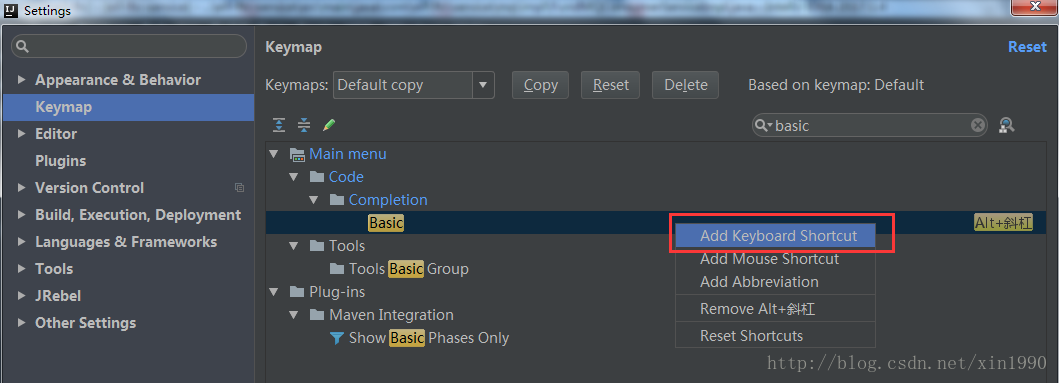 Settings
Keymap
Reset
Appearance & Behavior
Keymap
Editor
Plugins
Version Control
Build, Execution, Deployment
Languages & Frameworks
Tools
JRebel
Other Settings
Keymaps: Default copy Copy Reset Delete Based on keymap: Default
basic
Main menu
Code
Completion
Basic Alt+斜杠
Tools
Tools Basic Group
Plug-ins
Maven Integration
Show Basic Phases Only
Add Keyboard Shortcut
Add Mouse Shortcut
Add Abbreviation
Remove Alt+斜杠
Reset Shortcuts
http://blog.csdn.net/xin1990